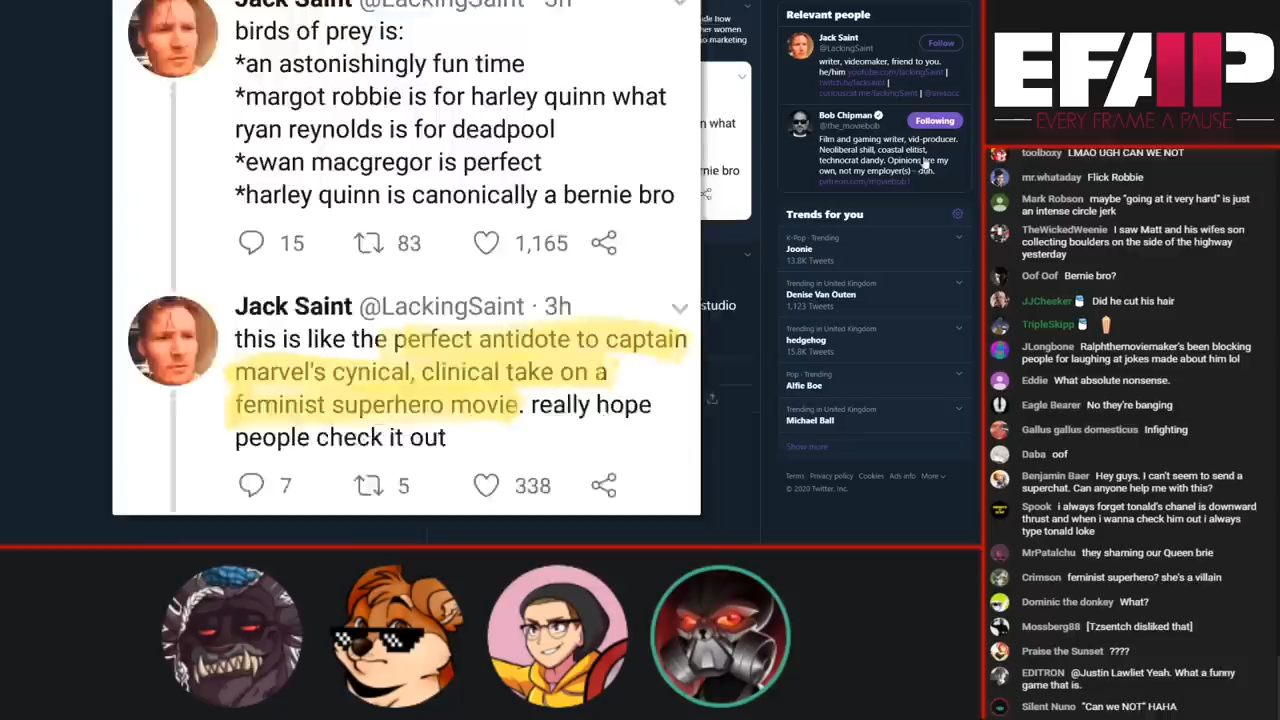 Jack Saint @LackingSaint · 3h
birds of prey is:
*an astonishingly fun time
*margot robbie is for harley quinn what
ryan reynolds is for deadpool
*ewan macgregor is perfect
*harley quinn is canonically a bernie bro
15 83 1,165
Jack Saint @LackingSaint · 3h
this is like the perfect antidote to captain
marvel's cynical, clinical take on a
feminist superhero movie. really hope
people check it out
7 5 338
de how
her women
no marketing
n what
nie bro
studio
Relevant people
Jack Saint
@LackingSaint
Follow
writer, videomaker, friend to you.
he/him youtube.com/lackingSaint |
twitch.tv/lacksaint |
curiouscat.me/lackingSaint |
Bob Chipman
@the_moviebob
Following
Film and gaming writer, vid-producer.
Neoliberal shill, coastal elitist,
technocrat dandy. Opinions are my
own, not my employer(s) - duh.
patreon.com/moviebob1
Trends for you
K-Pop · Trending
Joonie
13.8K Tweets
Trending in United Kingdom
Denise Van Outen
1,123 Tweets
Trending in United Kingdom
hedgehog
15.8K Tweets
Pop · Trending
Alfie Boe
Trending in United Kingdom
Michael Ball
Show more
Terms Privacy policy Cookies Ads info More
© 2020 Twitter, Inc.
EFAP
EVERY FRAME A PAUSE
toolboxy LMAO UGH CAN WE NOT
mr.whataday Flick Robbie
Mark Robson maybe "going at it very hard" is just
an intense circle jerk
TheWickedWeenie I saw Matt and his wifes son
collecting boulders on the side of the highway
yesterday
Oof Oof Bernie bro?
JJCheeker Did he cut his hair
TripleSkipp
JLongbone Ralphthemoviemaker's been blocking
people for laughing at jokes made about him lol
Eddie What absolute nonsense.
Eagle Bearer No they're banging
Gallus gallus domesticus Infighting
Daba oof
Benjamin Baer Hey guys. I can't seem to send a
superchat. Can anyone help me with this?
Spook i always forget tonald's chanel is downward
thrust and when i wanna check him out i always
type tonald loke
MrPatalchu they shaming our Queen brie
Crimson feminist superhero? she's a villain
Dominic the donkey What?
Mossberg88 [Tzsentch disliked that]
Praise the Sunset ????
EDITRON @Justin Lawliet Yeah. What a funny
game that is.
Silent Nuno "Can we NOT" HAHA